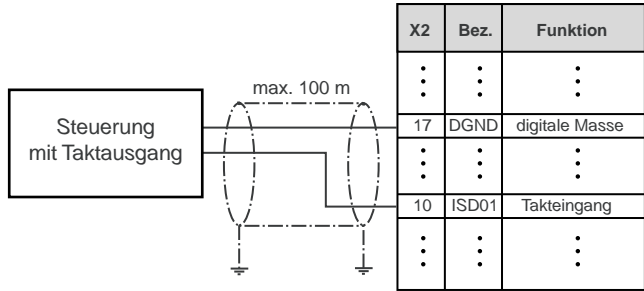 X2 Bez. Funktion
max. 100 m
Steuerung
mit Taktausgang
17 DGND digitale Masse
10 ISD01 Takteingang